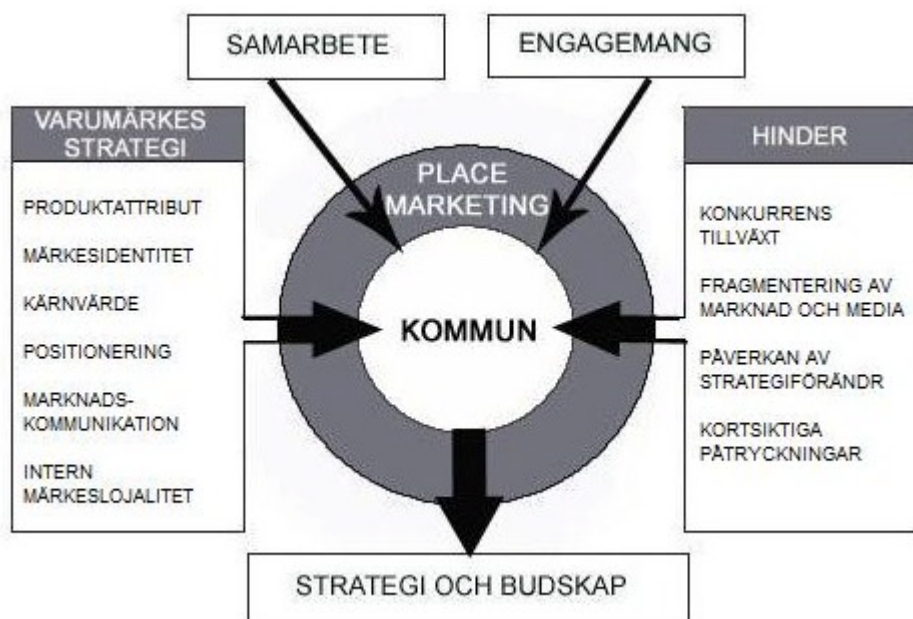 SAMARBETE
ENGAGEMANG
VARUMÄRKES
STRATEGI
PRODUKTATTRIBUT
MÄRKESIDENTITET
KÄRNVÄRDE
POSITIONERING
MARKNADS-
KOMMUNIKATION
INTERN
MÄRKESLOJALITET
PLACE
MARKETING
KOMMUN
HINDER
KONKURRENS
TILLVÄXT
FRAGMENTERING AV
MARKNAD OCH MEDIA
PÅVERKAN AV
STRATEGIFÖRÄNDR
KORTSIKTIGA
PÅTRYCKNINGAR
STRATEGI OCH BUDSKAP